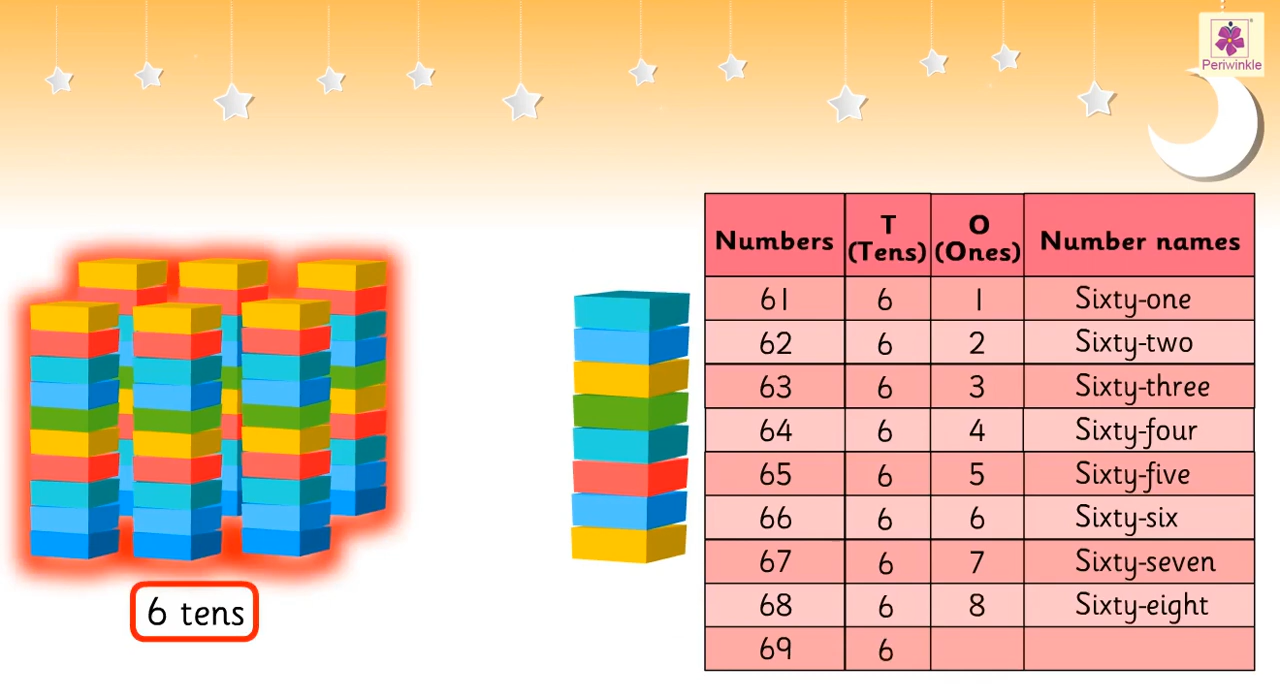 Periwinkle
Numbers T (Tens) O (Ones) Number names
61 6 1 Sixty-one
62 6 2 Sixty-two
63 6 3 Sixty-three
64 6 4 Sixty-four
65 6 5 Sixty-five
66 6 6 Sixty-six
67 6 7 Sixty-seven
68 6 8 Sixty-eight
69 6
6 tens